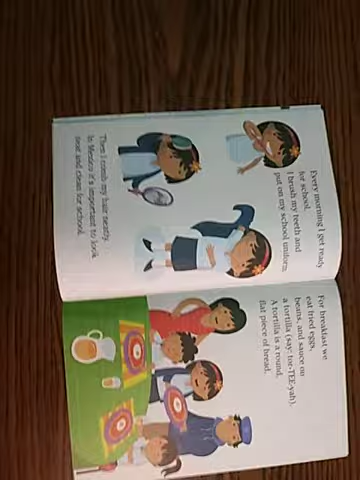 Every morning I get ready
for school.
I brush my teeth and
put on my school uniform.
Then I comb my hair neatly.
In Mexico it's important to look
neat and clean for school.
For breakfast we
eat fried eggs,
beans, and sauce on
a tortilla (say: tor-TEE-yah).
A tortilla is a round,
flat piece of bread.